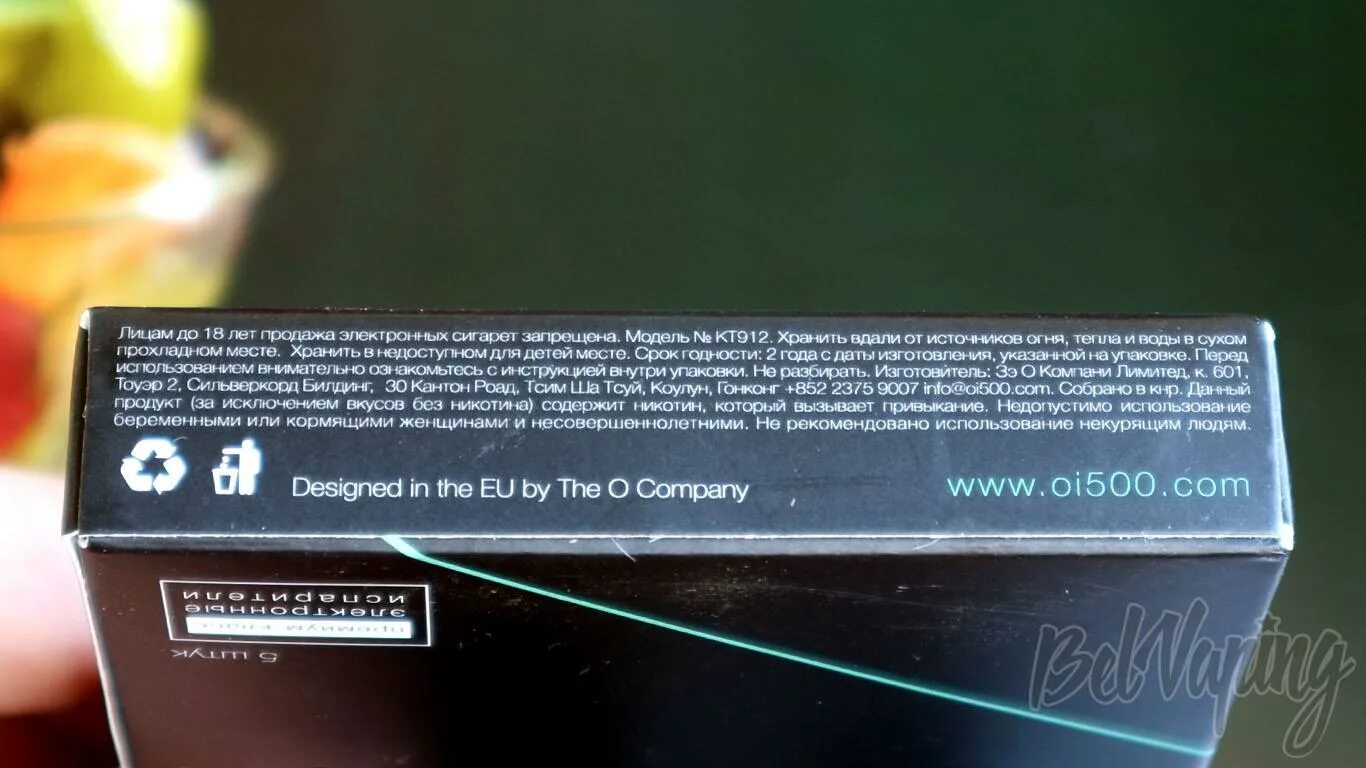 Лицам до 18 лет продажа электронных сигарет запрещена. Модель № КТ912. Хранить вдали от источников огня, тепла и воды в сухом
прохладном месте. Хранить в недоступном для детей месте. Срок годности: 2 года с даты изготовления, указанной на упаковке. Перед
использованием внимательно ознакомьтесь с инструкцией внутри упаковки. Не разбирать. Изготовитель: Зэ О Компани Лимитед, к. 601,
Тоуэр 2, Сильверкорд Билдинг, 30 Кантон Роад, Тсим Ша Тсуй, Коулун, Гонконг +852 2375 9007 info@oi500.com. Собрано в кнр. Данный
продукт (за исключением вкусов без никотина) содержит никотин, который вызывает привыкание. Недопустимо использование
беременными или кормящими женщинами и несовершеннолетними. Не рекомендовано использование некурящим людям.
Designed in the EU by The O Company
www.oi500.com
5 штук
премиум класс
электронные
испарители
BelVaping